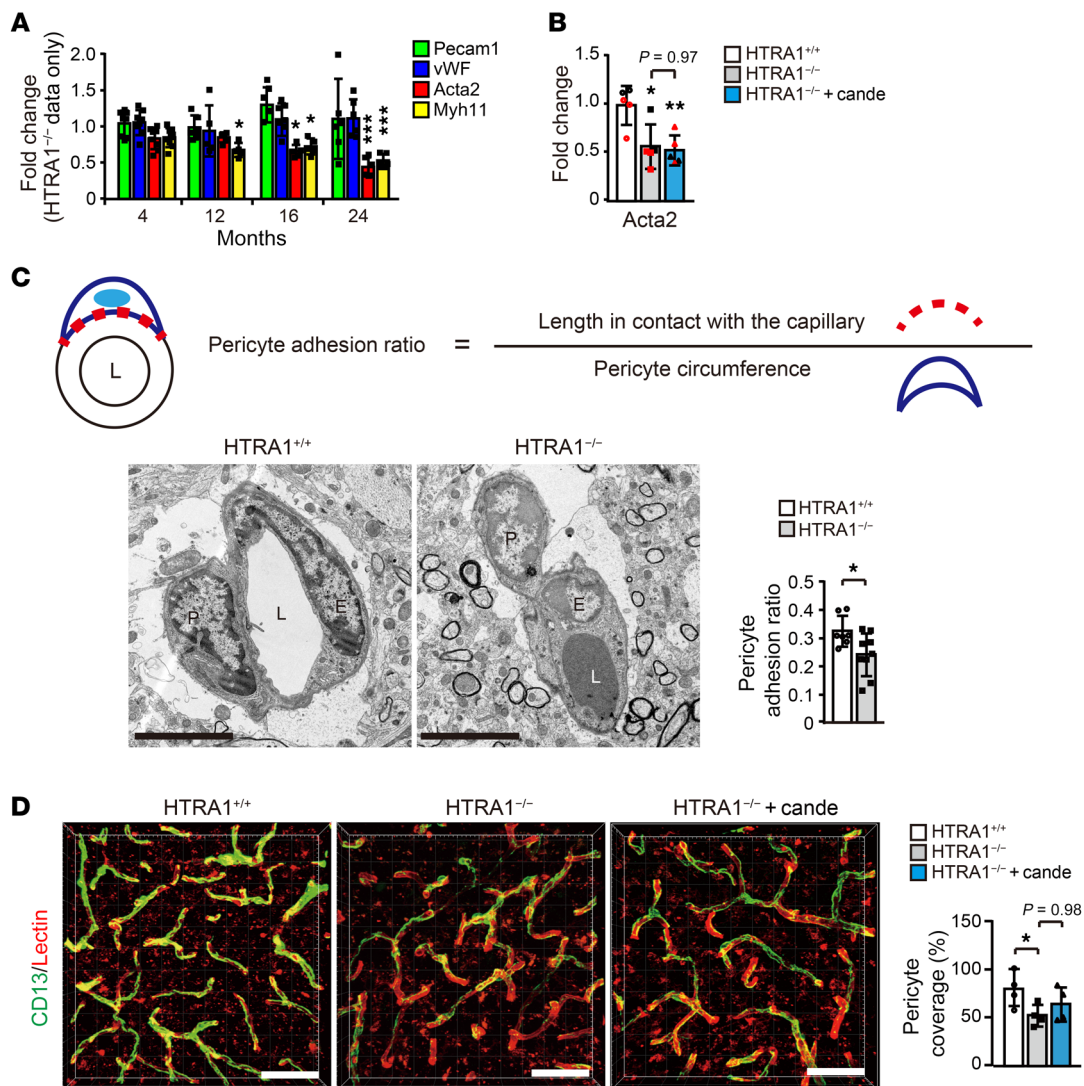 A
2.0
1.5
1.0
0.5
0
Fold change
(HTRA1−/− data only)
*
*
*
***
***
4
12
16
24
Months
Pecam1
vWF
Acta2
Myh11
B
1.5
1.0
0.5
0
Fold change
P = 0.97
*
**
Acta2
HTRA1+/+
HTRA1−/−
HTRA1−/− + cande
C
L
Pericyte adhesion ratio
=
Length in contact with the capillary
Pericyte circumference
HTRA1+/+
HTRA1−/−
P
L
E
P
E
L
HTRA1+/+
HTRA1−/−
*
0.5
0.4
0.3
0.2
0.1
0
Pericyte
adhesion ratio
D
HTRA1+/+
HTRA1−/−
HTRA1−/− + cande
CD13/Lectin
HTRA1+/+
HTRA1−/−
HTRA1−/− + cande
P = 0.98
*
150
100
50
0
Pericyte
coverage (%)